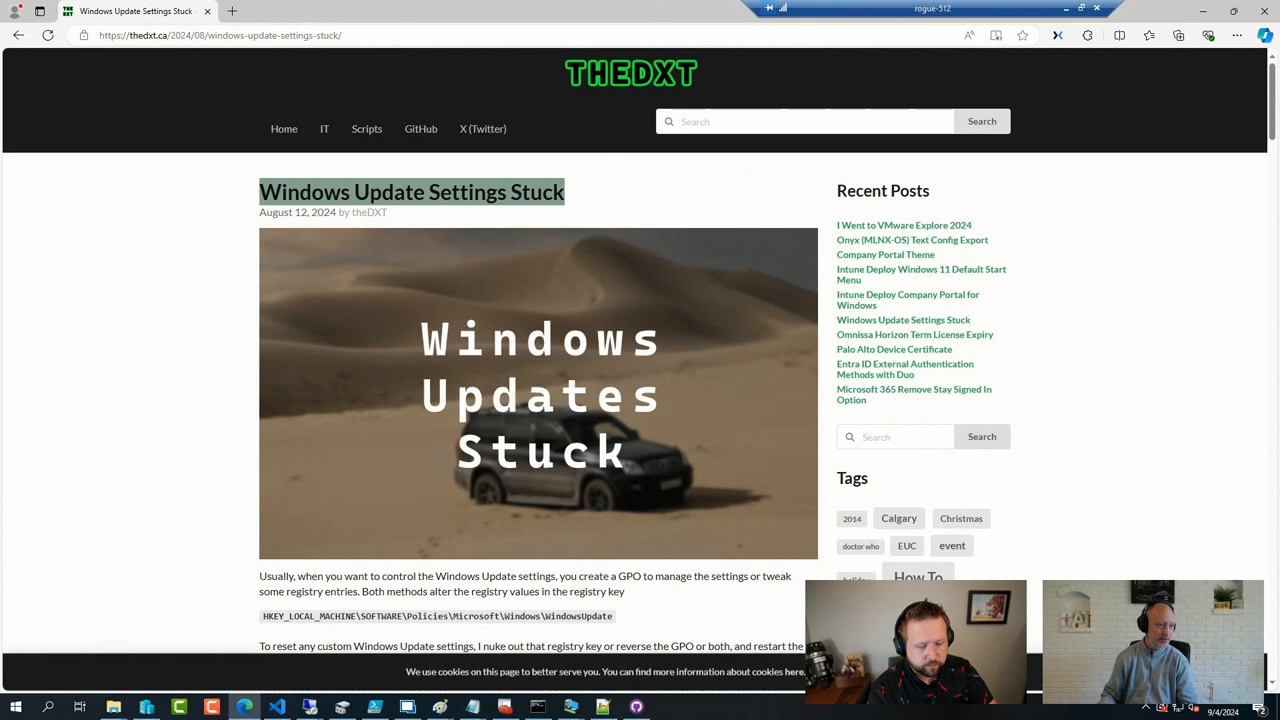 Windows Update Settings Stuck
rogue-512
https://thedxt.ca/2024/08/windows-update-settings-stuck/
THEDXT
Home
IT
Scripts
GitHub
X (Twitter)
Search
Search
Windows Update Settings Stuck
August 12, 2024 by theDXT
Windows
Updates
Stuck
Usually, when you want to control the Windows Update settings, you create a GPO to manage the settings or tweak
some registry entries. Both methods alter the registry values in the registry key
HKEY_LOCAL_MACHINE\SOFTWARE\Policies\Microsoft\Windows\WindowsUpdate
To reset any custom Windows Update settings, I nuke out that registry key or reverse the GPO or both, and restart the
Recent Posts
I Went to VMware Explore 2024
Onyx (MLNX-OS) Text Config Export
Company Portal Theme
Intune Deploy Windows 11 Default Start
Menu
Intune Deploy Company Portal for
Windows
Windows Update Settings Stuck
Omnissa Horizon Term License Expiry
Palo Alto Device Certificate
Entra ID External Authentication
Methods with Duo
Microsoft 365 Remove Stay Signed In
Option
Search
Search
Tags
2014
Calgary
Christmas
doctor who
EUC
event
holiday
How To
We use cookies on this page to better serve you. You can find more information about cookies here.
9/4/2024